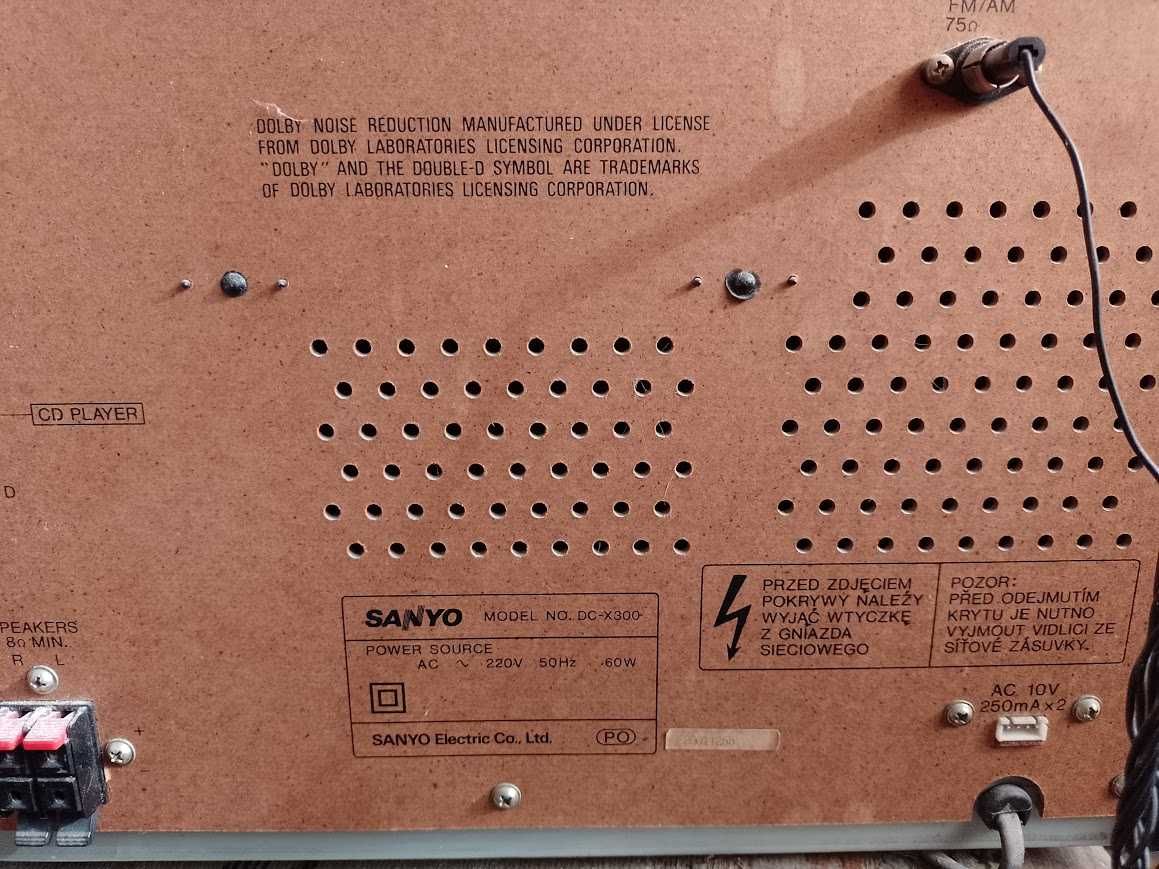 FM/AM
75Ω
DOLBY NOISE REDUCTION MANUFACTURED UNDER LICENSE
FROM DOLBY LABORATORIES LICENSING CORPORATION.
"DOLBY" AND THE DOUBLE-D SYMBOL ARE TRADEMARKS
OF DOLBY LABORATORIES LICENSING CORPORATION.
CD PLAYER
D
PEAKERS
8Ω MIN.
R L
+
SANYO MODEL NO. DC-X300
POWER SOURCE
AC ~ 220V 50Hz 60W
SANYO Electric Co., Ltd. PO
PRZED ZDJĘCIEM
POKRYWY NALEŻY
WYJĄĆ WTYCZKĘ
Z GNIAZDA
SIECIOWEGO
POZOR:
PŘED ODEJMUTÍM
KRYTU JE NUTNO
VYJMOUT VIDLICI ZE
SÍŤOVÉ ZÁSUVKY.
AC 10V
250mA×2